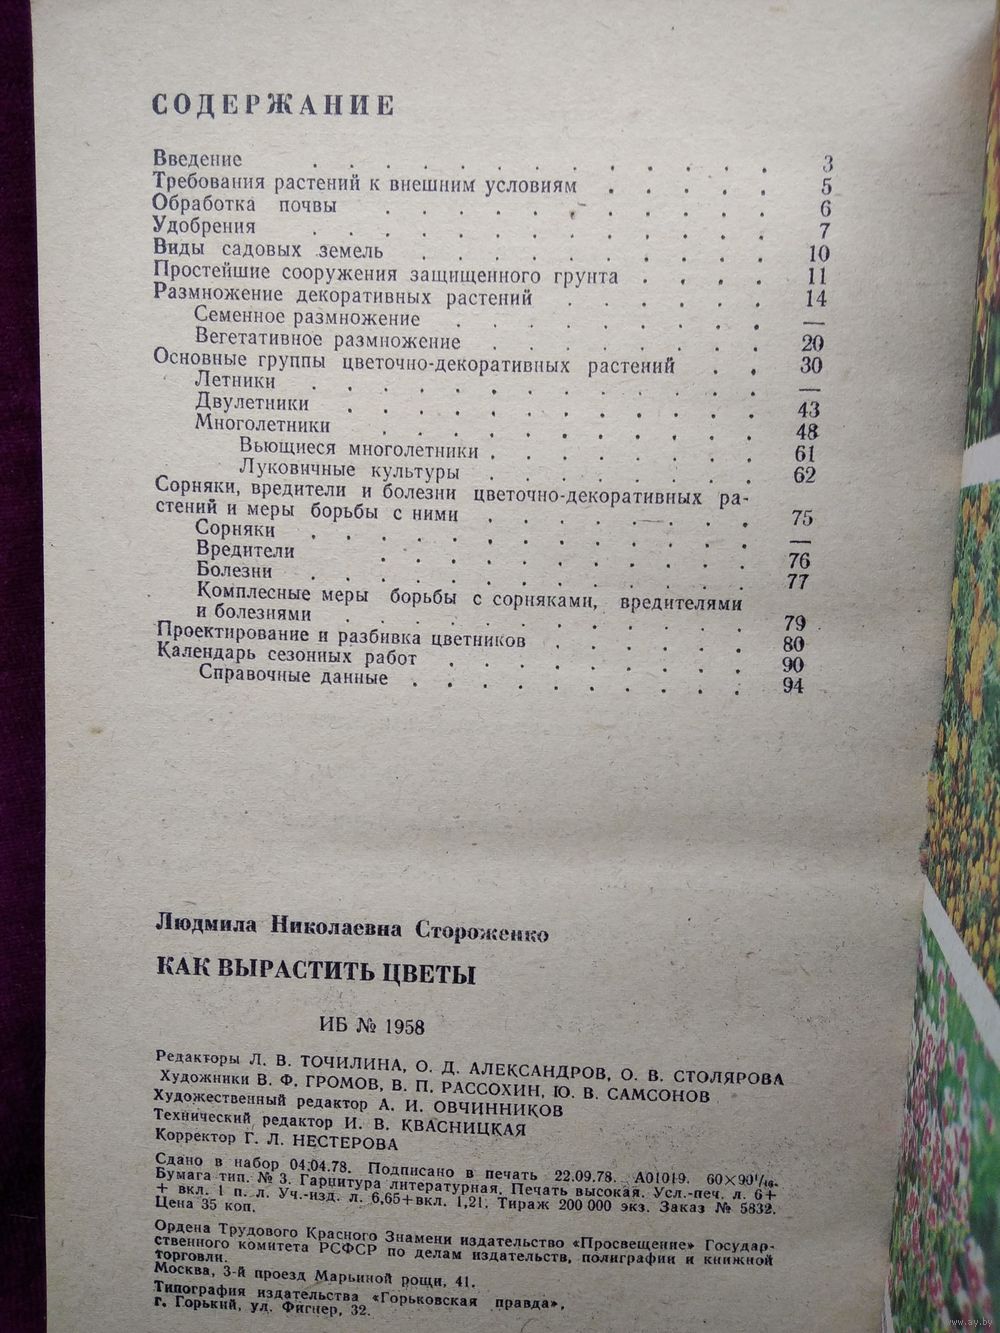 СОДЕРЖАНИЕ
Введение . . . . . . . . . . . . . 3
Требования растений к внешним условиям . . . . . 5
Обработка почвы . . . . . . . . . . . 6
Удобрения . . . . . . . . . . . . . 7
Виды садовых земель . . . . . . . . . . 10
Простейшие сооружения защищенного грунта . . . . 11
Размножение декоративных растений . . . . . . 14
Семенное размножение . . . . . . . . . —
Вегетативное размножение . . . . . . . . 20
Основные группы цветочно-декоративных растений . . 30
Летники . . . . . . . . . . . . . —
Двулетники . . . . . . . . . . . . 43
Многолетники . . . . . . . . . . . 48
Вьющиеся многолетники . . . . . . . . 61
Луковичные культуры . . . . . . . . . 62
Сорняки, вредители и болезни цветочно-декоративных ра-
стений и меры борьбы с ними . . . . . . . . 75
Сорняки . . . . . . . . . . . . . —
Вредители . . . . . . . . . . . 76
Болезни . . . . . . . . . . . . . 77
Комплесные меры борьбы с сорняками, вредителями
и болезнями . . . . . . . . . . . 79
Проектирование и разбивка цветников . . . . . . 80
Календарь сезонных работ . . . . . . . . . 90
Справочные данные . . . . . . . . . . 94
Людмила Николаевна Стороженко
КАК ВЫРАСТИТЬ ЦВЕТЫ
ИБ № 1958
Редакторы Л. В. ТОЧИЛИНА, О. Д. АЛЕКСАНДРОВ, О. В. СТОЛЯРОВА
Художники В. Ф. ГРОМОВ, В. П. РАССОХИН, Ю. В. САМСОНОВ
Художественный редактор А. И. ОВЧИННИКОВ
Технический редактор И. В. КВАСНИЦКАЯ
Корректор Г. Л. НЕСТЕРОВА
Сдано в набор 04.04.78. Подписано в печать 22.09.78. А01019. 60×90¹/₁₆.
Бумага тип. № 3. Гарнитура литературная. Печать высокая. Усл.-печ. л. 6+
+ вкл. 1 п. л. Уч.-изд. л. 6,65+вкл. 1,21. Тираж 200 000 экз. Заказ № 5832.
Цена 35 коп.
Ордена Трудового Красного Знамени издательство «Просвещение» Государ-
ственного комитета РСФСР по делам издательств, полиграфии и книжной
торговли.
Москва, 3-й проезд Марьиной рощи, 41.
Типография издательства «Горьковская правда»,
г. Горький, ул. Фигнер, 32.
www.ay.by